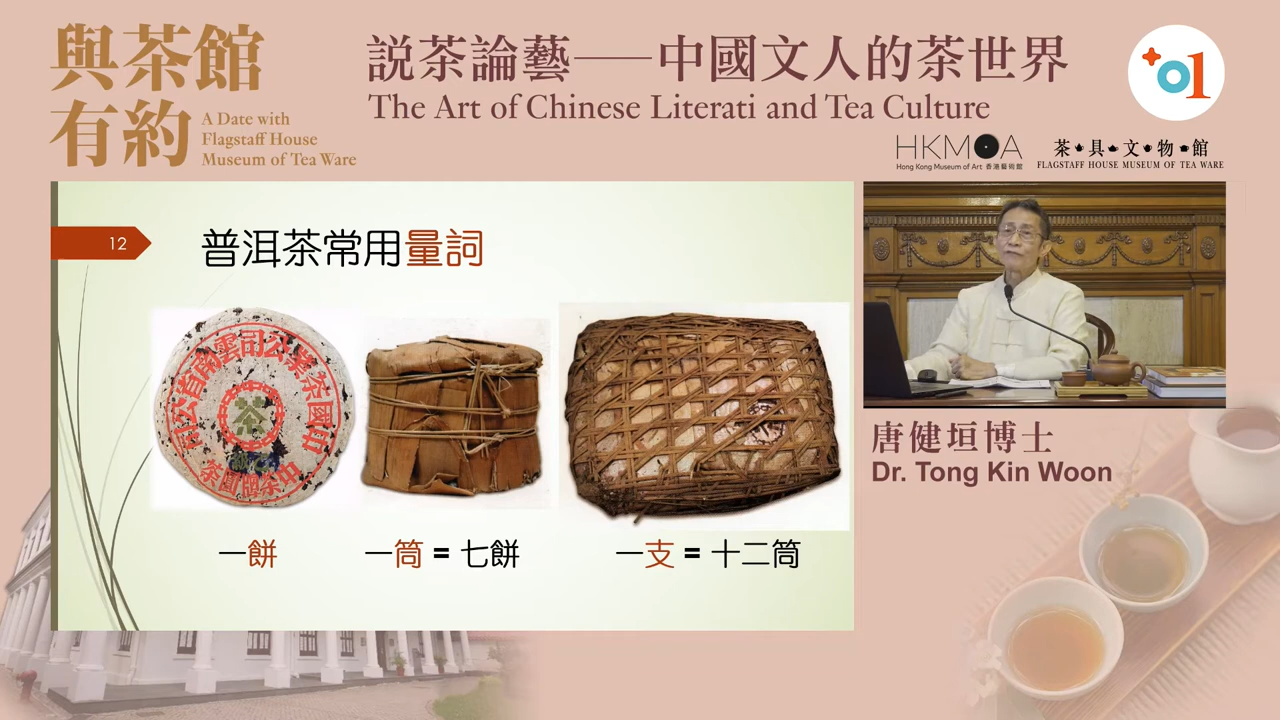 與茶館
有約
A Date with
Flagstaff House
Museum of Tea Ware
説茶論藝——中國文人的茶世界
The Art of Chinese Literati and Tea Culture
+01
HKMOA
Hong Kong Museum of Art 香港藝術館
茶具文物館
FLAGSTAFF HOUSE MUSEUM OF TEA WARE
12
普洱茶常用量詞
司公業茶國中
中茶牌圓茶
茶
一餅
一筒 = 七餅
一支 = 十二筒
唐健垣博士
Dr. Tong Kin Woon